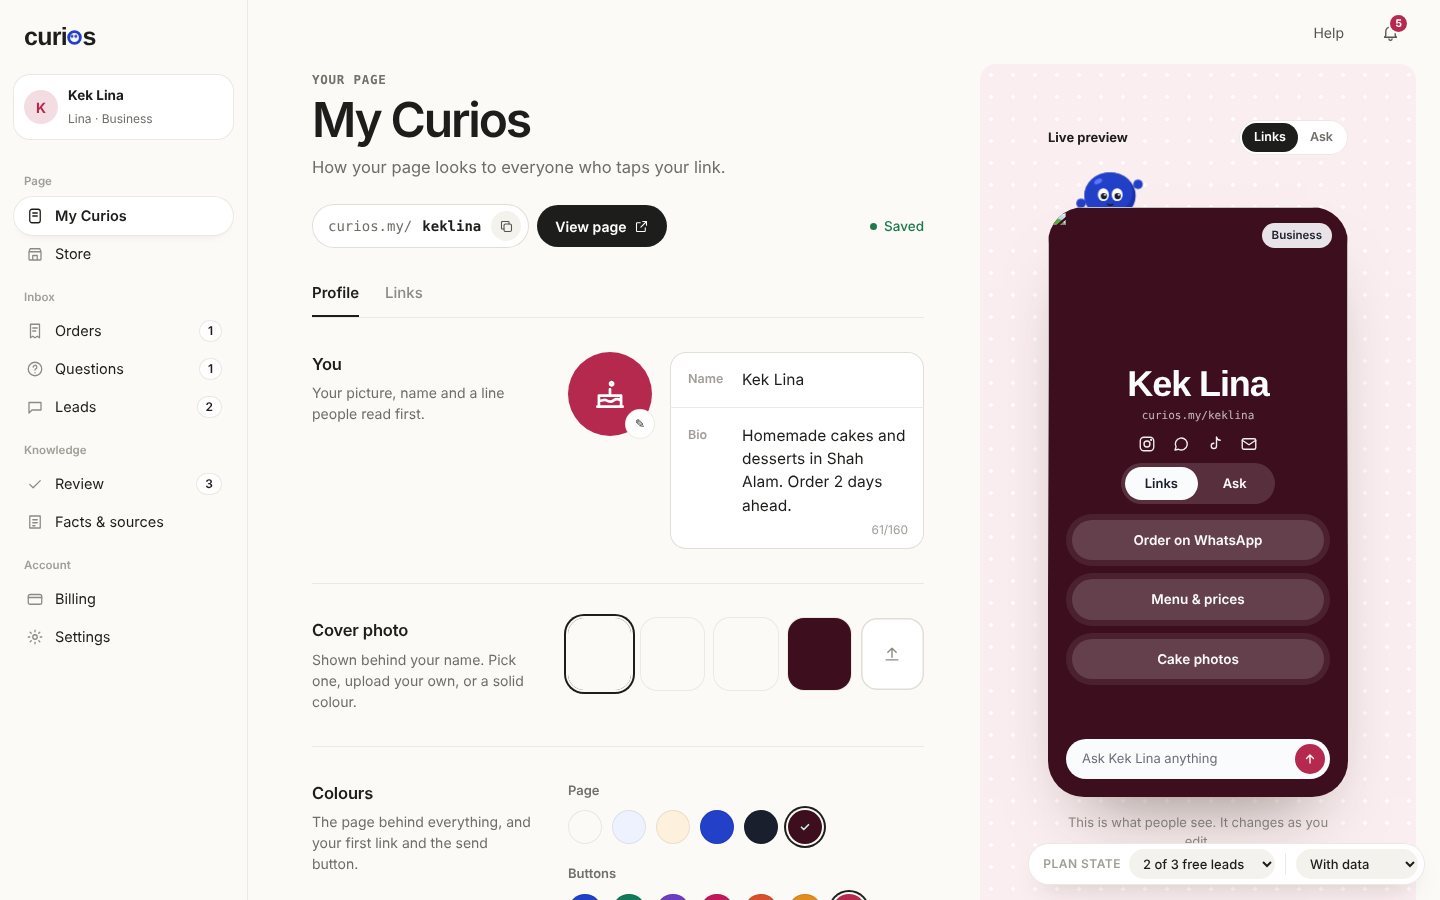 curios
Kek Lina
K
Lina · Business
Page
My Curios
Store
Inbox
Orders
1
Questions
1
Leads
2
Knowledge
Review
3
Facts & sources
Account
Billing
Settings
Help
5
YOUR PAGE
My Curios
How your page looks to everyone who taps your link.
curios.my/ keklina
View page
Saved
Profile
Links
You
Your picture, name and a line
people read first.
Name
Kek Lina
Bio
Homemade cakes and
desserts in Shah
Alam. Order 2 days
ahead.
61/160
Cover photo
Shown behind your name. Pick
one, upload your own, or a solid
colour.
Colours
The page behind everything, and
your first link and the send
button.
Page
Buttons
Live preview
Links
Ask
Business
Kek Lina
curios.my/keklina
Links
Ask
Order on WhatsApp
Menu & prices
Cake photos
Ask Kek Lina anything
This is what people see. It changes as you
edit.
PLAN STATE
2 of 3 free leads
With data